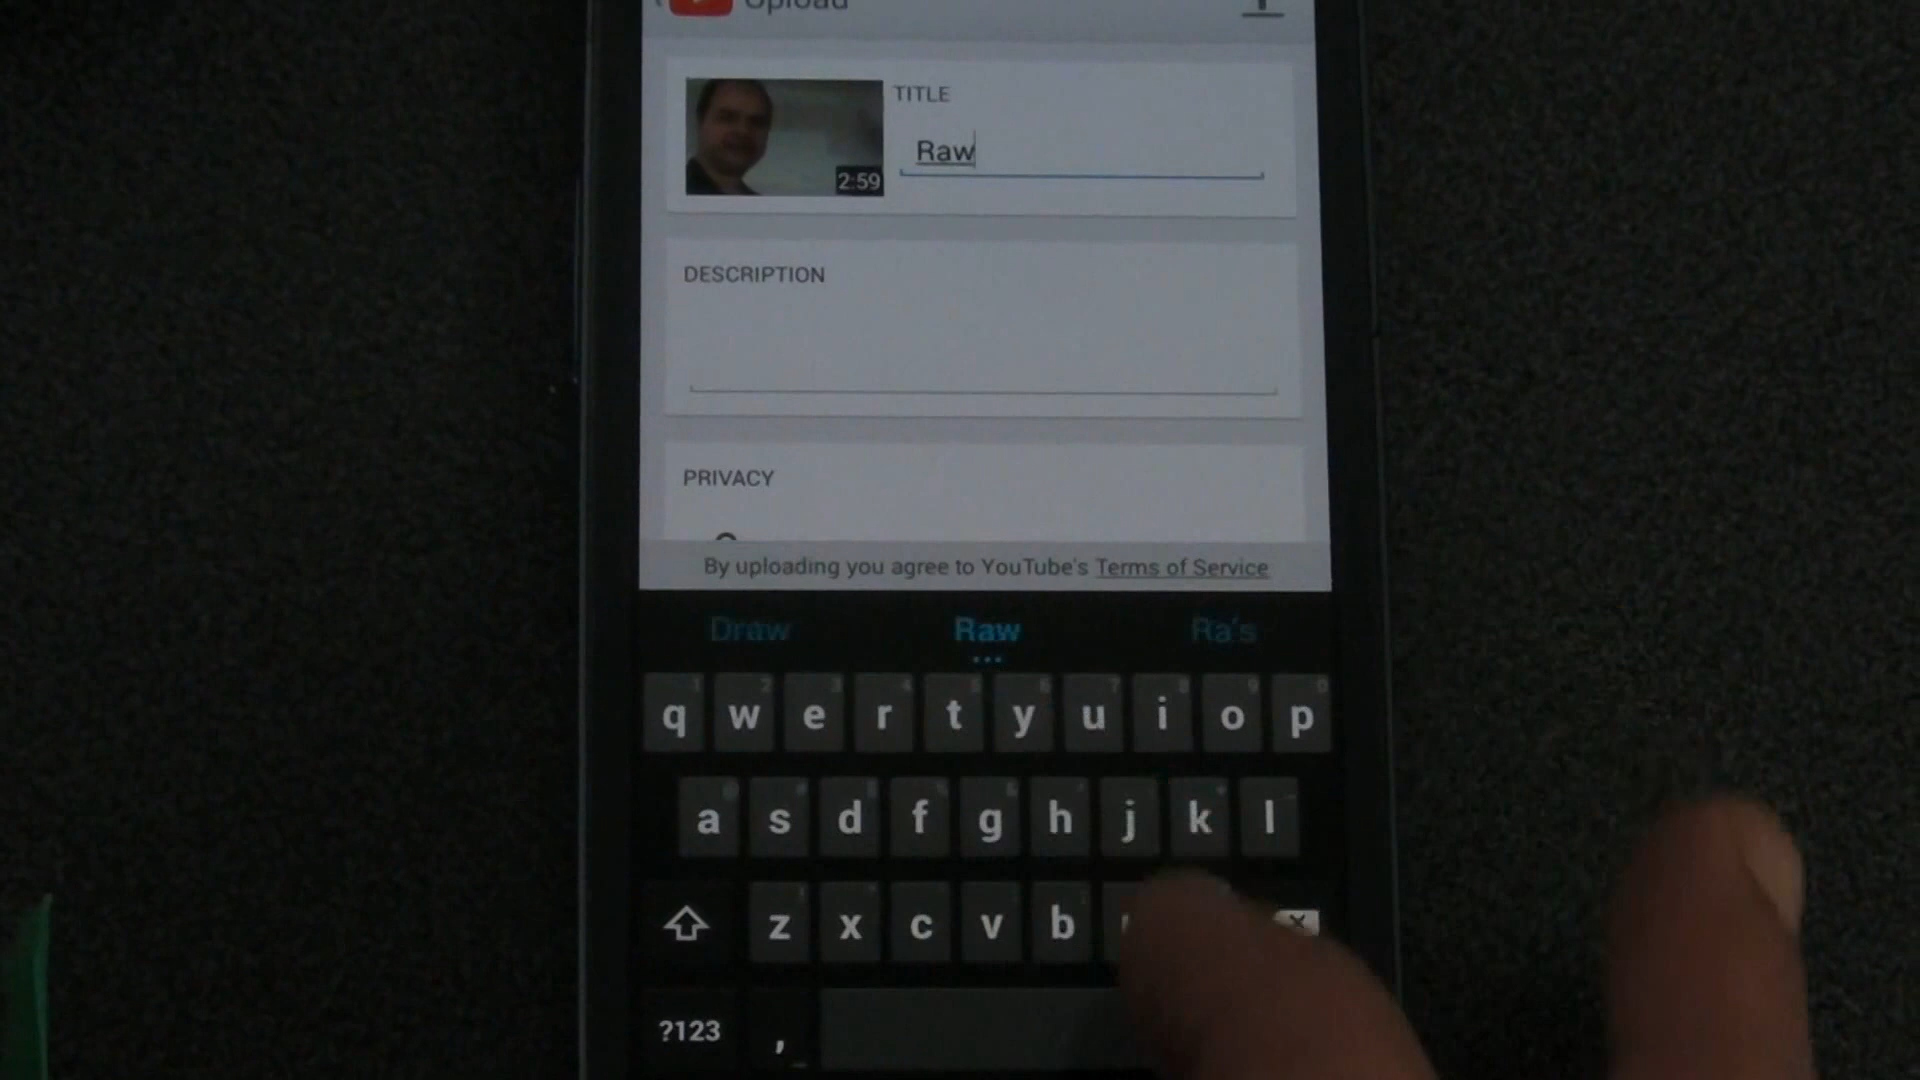 Upload
TITLE
Raw
2:59
DESCRIPTION
PRIVACY
By uploading you agree to YouTube's Terms of Service
Draw Raw Ra's
q w e r t y u i o p
a s d f g h j k l
z x c v b
?123 ,